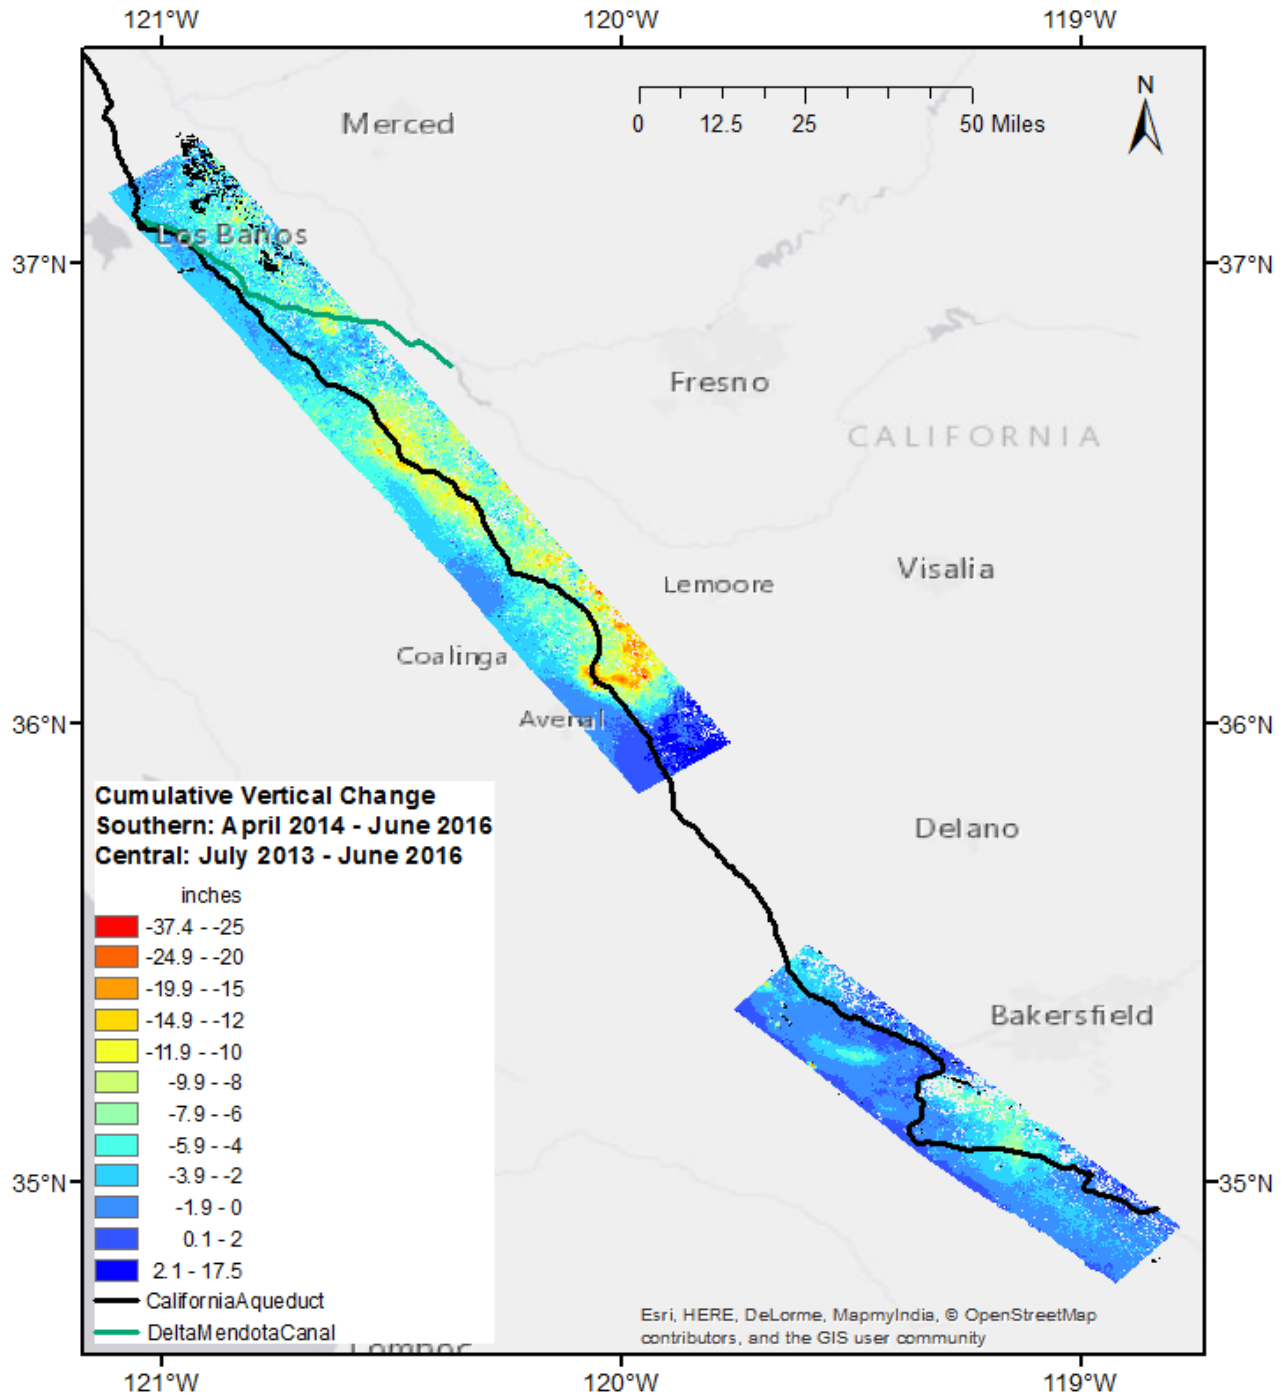 121°W 120°W 119°W
N
0 12.5 25 50 Miles
Merced
Los Banos
37°N 37°N
Fresno
CALIFORNIA
Visalia
Lemoore
Coalinga
Avenal
36°N 36°N
Delano
Bakersfield
35°N 35°N
Cumulative Vertical Change
Southern: April 2014 - June 2016
Central: July 2013 - June 2016
inches
-37.4 - -25
-24.9 - -20
-19.9 - -15
-14.9 - -12
-11.9 - -10
-9.9 - -8
-7.9 - -6
-5.9 - -4
-3.9 - -2
-1.9 - 0
0.1 - 2
2.1 - 17.5
CaliforniaAqueduct
DeltaMendotaCanal
Lompoc
Esri, HERE, DeLorme, MapmyIndia, © OpenStreetMap
contributors, and the GIS user community
121°W 120°W 119°W